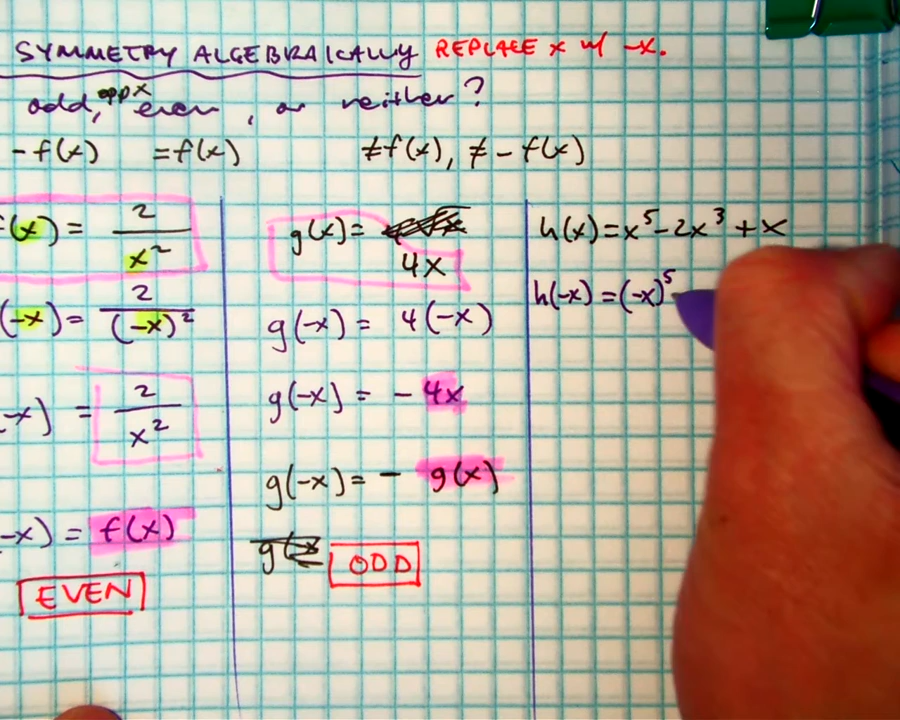 SYMMETRY ALGEBRAICALLY REPLACE x w/ -x.
opp x
odd, even, or neither?
-f(x) =f(x) ≠f(x), ≠-f(x)
(x) = 2/x²
(-x) = 2/(-x)²
-x) = 2/x²
-x) = f(x)
EVEN
g(x) =
4x
g(-x) = 4(-x)
g(-x) = -4x
g(-x) = - g(x)
ODD
h(x) = x⁵-2x³+x
h(-x) = (-x)⁵-